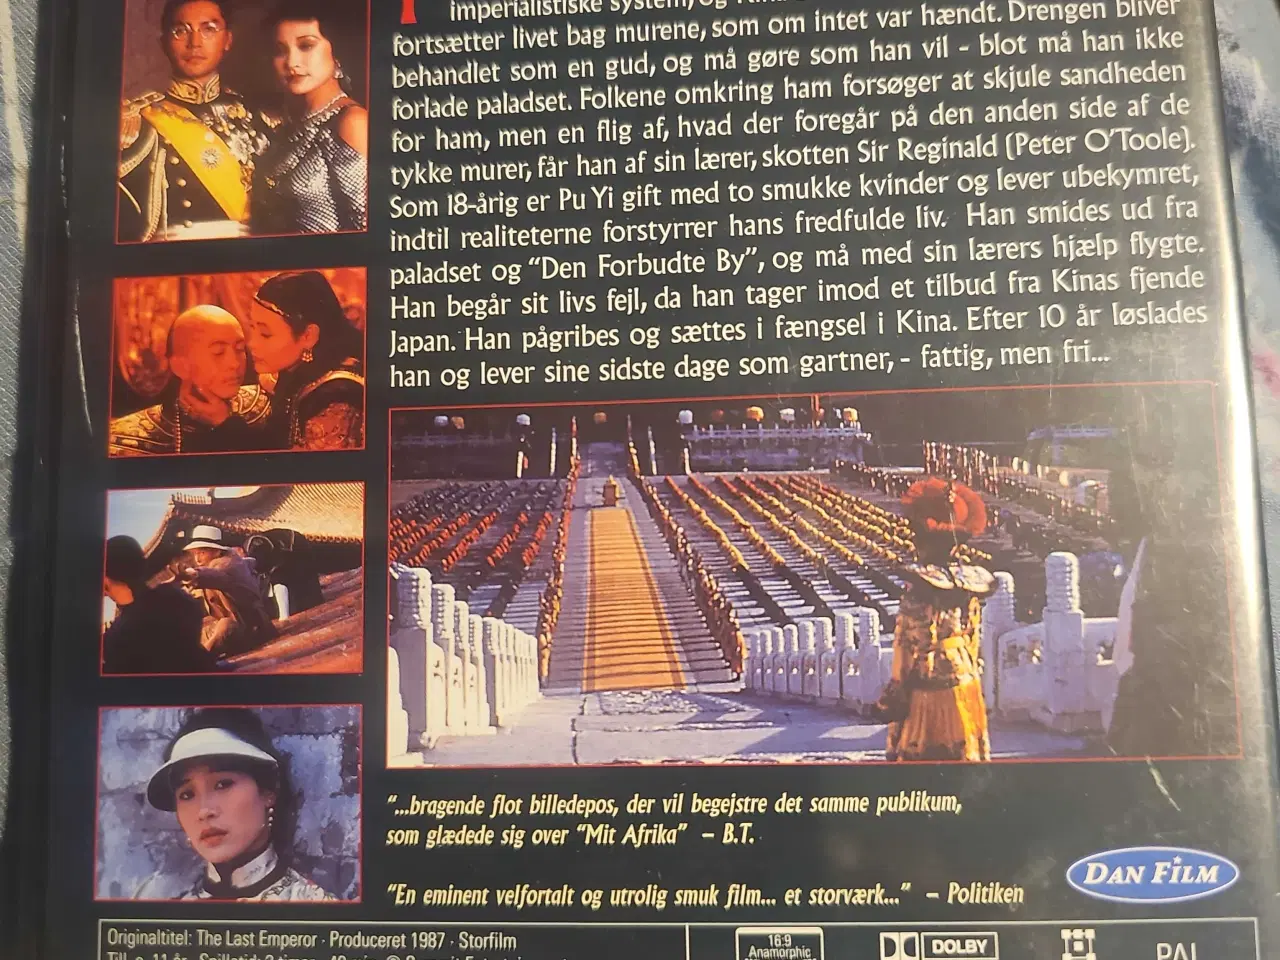 imperialistiske system, og
fortsætter livet bag murene, som om intet var hændt. Drengen bliver
behandlet som en gud, og må gøre som han vil - blot må han ikke
forlade paladset. Folkene omkring ham forsøger at skjule sandheden
for ham, men en flig af, hvad der foregår på den anden side af de
tykke murer, får han af sin lærer, skotten Sir Reginald (Peter O'Toole).
Som 18-årig er Pu Yi gift med to smukke kvinder og lever ubekymret,
indtil realiteterne forstyrrer hans fredfulde liv. Han smides ud fra
paladset og "Den Forbudte By", og må med sin lærers hjælp flygte.
Han begår sit livs fejl, da han tager imod et tilbud fra Kinas fjende
Japan. Han pågribes og sættes i fængsel i Kina. Efter 10 år løslades
han og lever sine sidste dage som gartner, - fattig, men fri...
"...bragende flot billedepos, der vil begejstre det samme publikum,
som glædede sig over "Mit Afrika" – B.T.
"En eminent velfortalt og utrolig smuk film... et storværk..." – Politiken
DAN FILM
Originaltitel: The Last Emperor · Produceret 1987 · Storfilm
16:9
Anamorphic
DOLBY
PAL